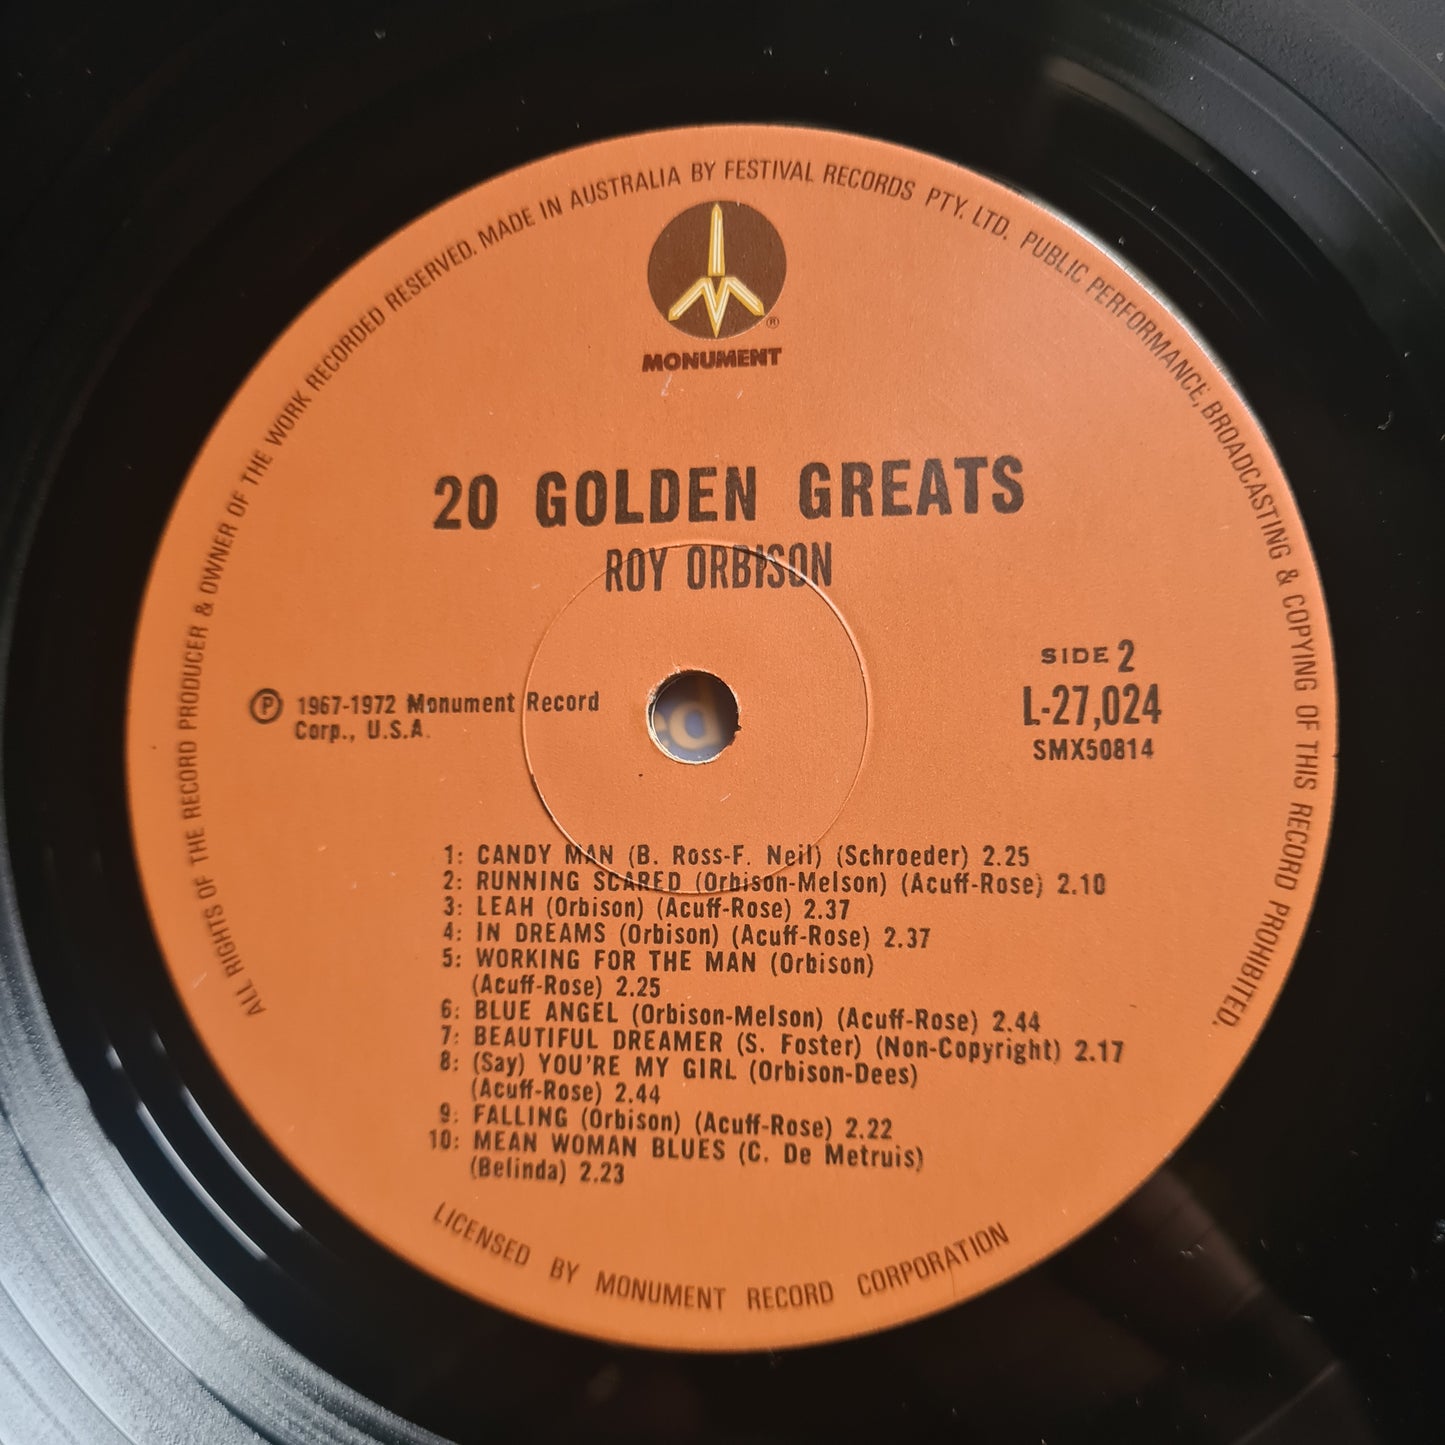 ALL RIGHTS OF THE RECORD PRODUCER & OWNER OF THE WORK RECORDED RESERVED. MADE IN AUSTRALIA BY FESTIVAL RECORDS PTY. LTD. PUBLIC PERFORMANCE, BROADCASTING & COPYING OF THIS RECORD PROHIBITED.
®
MONUMENT
20 GOLDEN GREATS
ROY ORBISON
SIDE 2
L-27,024
SMX50814
Ⓟ 1967-1972 Monument Record
Corp., U.S.A.
1: CANDY MAN (B. Ross-F. Neil) (Schroeder) 2.25
2: RUNNING SCARED (Orbison-Melson) (Acuff-Rose) 2.10
3: LEAH (Orbison) (Acuff-Rose) 2.37
4: IN DREAMS (Orbison) (Acuff-Rose) 2.37
5: WORKING FOR THE MAN (Orbison)
(Acuff-Rose) 2.25
6: BLUE ANGEL (Orbison-Melson) (Acuff-Rose) 2.44
7: BEAUTIFUL DREAMER (S. Foster) (Non-Copyright) 2.17
8: (Say) YOU'RE MY GIRL (Orbison-Dees)
(Acuff-Rose) 2.44
9: FALLING (Orbison) (Acuff-Rose) 2.22
10: MEAN WOMAN BLUES (C. De Metruis)
(Belinda) 2.23
LICENSED BY MONUMENT RECORD CORPORATION